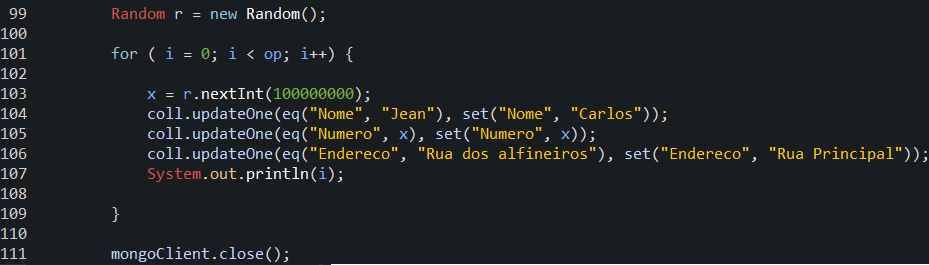 99 Random r = new Random();
100
101 for ( i = 0; i < op; i++) {
102
103 x = r.nextInt(100000000);
104 coll.updateOne(eq("Nome", "Jean"), set("Nome", "Carlos"));
105 coll.updateOne(eq("Numero", x), set("Numero", x));
106 coll.updateOne(eq("Endereco", "Rua dos alfineiros"), set("Endereco", "Rua Principal"));
107 System.out.println(i);
108
109 }
110
111 mongoClient.close();